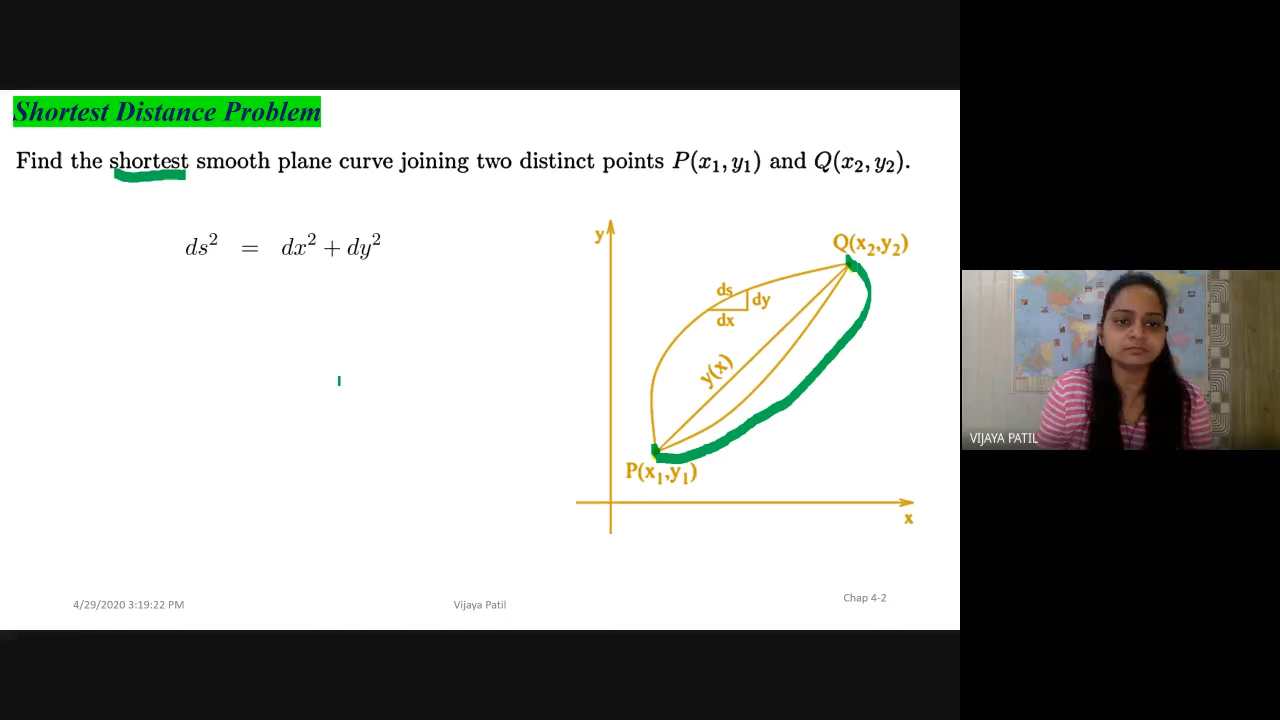 Shortest Distance Problem
Find the shortest smooth plane curve joining two distinct points P(x₁, y₁) and Q(x₂, y₂).
ds² = dx² + dy²
y
Q(x₂,y₂)
ds
dy
dx
y(x)
P(x₁,y₁)
x
VIJAYA PATIL
4/29/2020 3:19:22 PM
Vijaya Patil
Chap 4-2